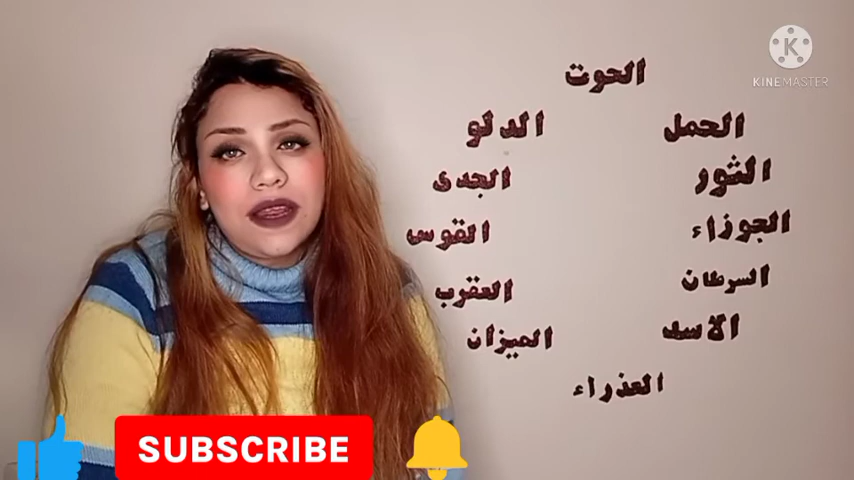 KINEMASTER
الحوت
الحمل
الدلو
الثور
الجدى
الجوزاء
القوس
السرطان
العقرب
الأسد
الميزان
العذراء
SUBSCRIBE